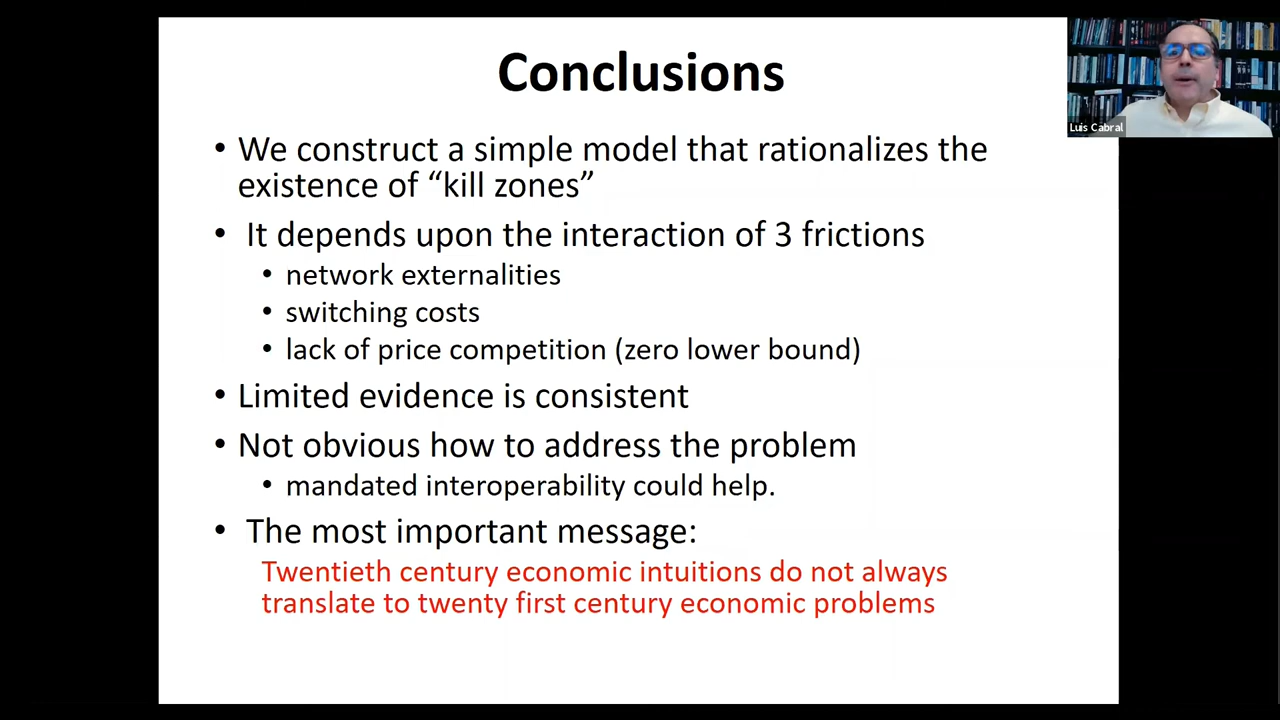 Conclusions
• We construct a simple model that rationalizes the
existence of “kill zones”
• It depends upon the interaction of 3 frictions
• network externalities
• switching costs
• lack of price competition (zero lower bound)
• Limited evidence is consistent
• Not obvious how to address the problem
• mandated interoperability could help.
• The most important message:
Twentieth century economic intuitions do not always
translate to twenty first century economic problems
Luis Cabral